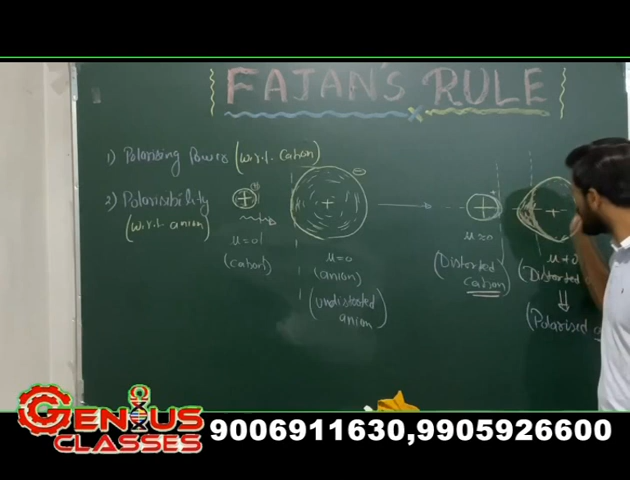 FAJAN'S RULE
1) Polarising Power (w.r.t. Cation)
2) Polarisibility
(w.r.t. anion)
μ=0
(cation)
μ=0
(anion)
(undistorted
anion)
μ≈0
(Distorted
cation
μ≠0
(Distorted
(Polarised
GENIUS
CLASSES
9006911630,9905926600